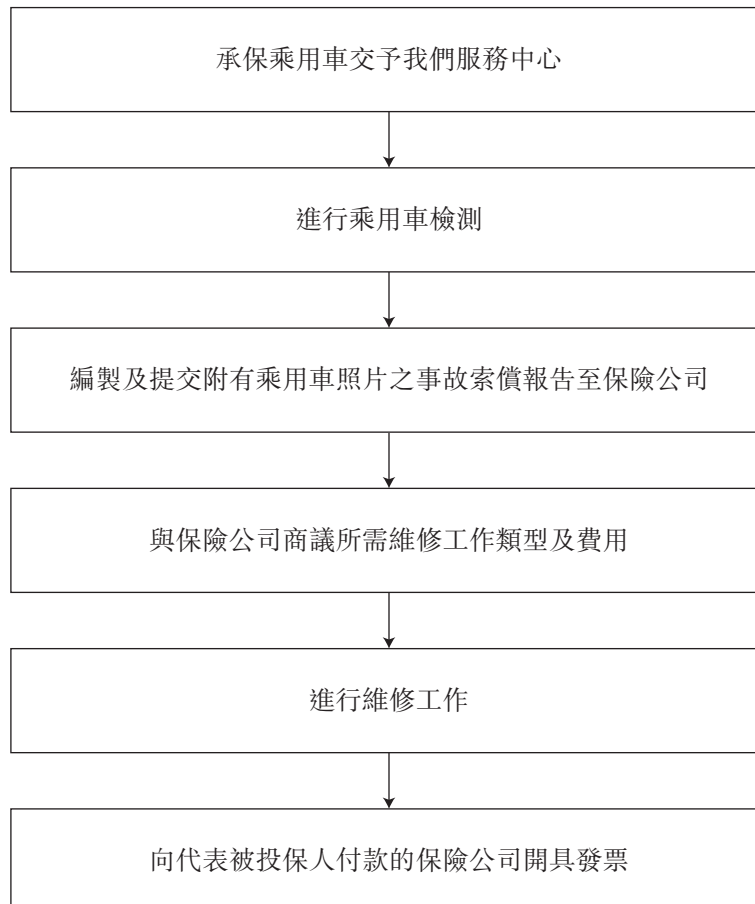 承保乘用車交予我們服務中心
進行乘用車檢測
編製及提交附有乘用車照片之事故索償報告至保險公司
與保險公司商議所需維修工作類型及費用
進行維修工作
向代表被投保人付款的保險公司開具發票